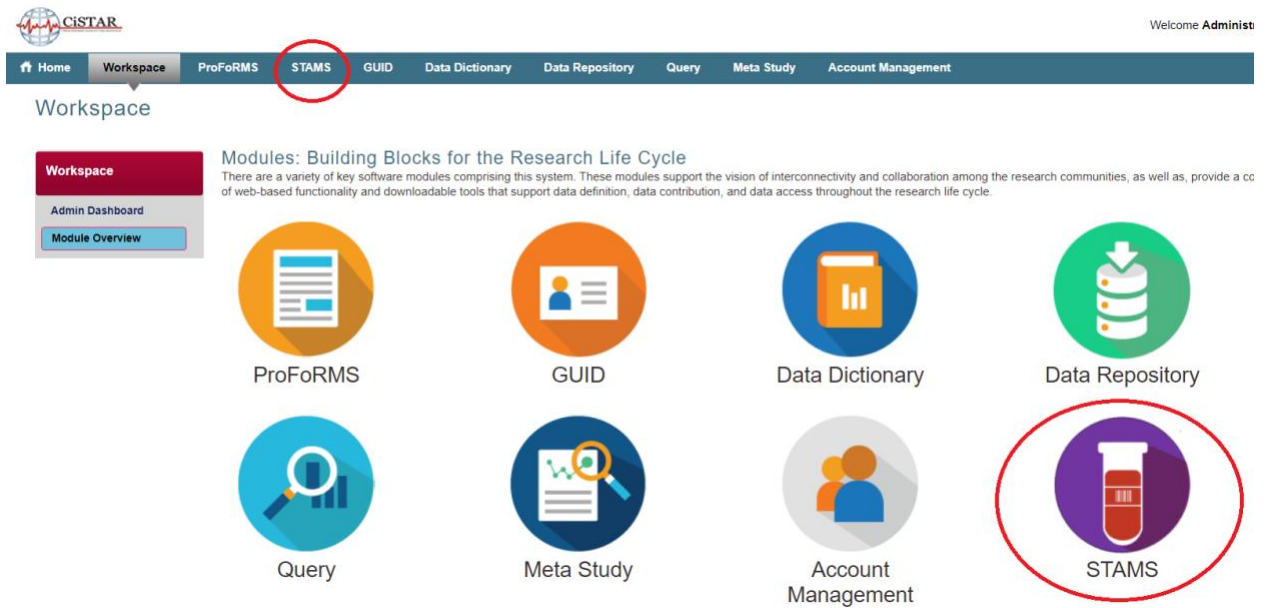 CiSTAR
Welcome Administ
Home Workspace ProFoRMS STAMS GUID Data Dictionary Data Repository Query Meta Study Account Management
Workspace
Workspace
Admin Dashboard
Module Overview
Modules: Building Blocks for the Research Life Cycle
There are a variety of key software modules comprising this system. These modules support the vision of interconnectivity and collaboration among the research communities, as well as, provide a co
of web-based functionality and downloadable tools that support data definition, data contribution, and data access throughout the research life cycle.
ProFoRMS GUID Data Dictionary Data Repository
Query Meta Study Account STAMS
Management